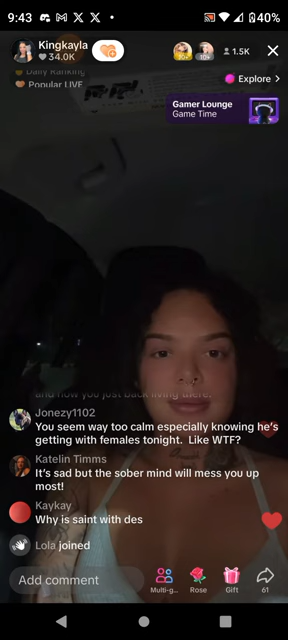 9:43
40%
Kingkayla
34.0K
1.5K
Daily Ranking
Explore >
Popular LIVE
Gamer Lounge
Game Time
and now you just back living there.
Jonezy1102
You seem way too calm especially knowing he's
getting with females tonight. Like WTF?
Katelin Timms
It's sad but the sober mind will mess you up
most!
Kaykay
Why is saint with des
Lola joined
Add comment
Multi-g...
Rose
Gift
61